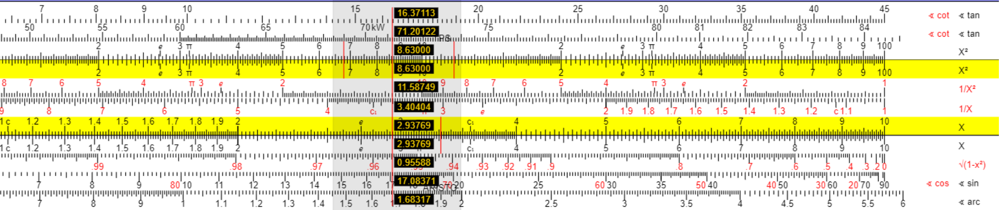 7 8 9 10 15 16.37113 20 25 30 35 40 45 ∢ cot ∢ tan
50 55 60 65 70 kW 71.20122 75 80 81 82 83 84 ∢ cot ∢ tan
PS
2 e 3 π 4 5 6 7 8 8.63000 2 e 3 π 4 5 6 7 8 9 100 X²
2 e 3 π 4 5 6 7 8 8.63000 2 e 3 π 4 5 6 7 8 9 100 X²
8 7 6 5 4 π 3 e 2 11.58749 9 8 7 6 5 4 π 3 e 2 1 1/X²
9 8 7 6 5 4 c₁ 3.40404 3 e 2 1.9 1.8 1.7 1.6 1.5 1.4 1.3 1.2 c 1.1 1 1/X
1 c 1.2 1.3 1.4 1.5 1.6 1.7 1.8 1.9 2 e 2.93769 c₁ 4 5 6 7 8 9 10 X
1 c 1.2 1.3 1.4 1.5 1.6 1.7 1.8 1.9 2 e 2.93769 c₁ 4 5 6 7 8 9 10 X
.99 .98 .97 .96 0.95588 .94 .93 .92 .91 .9 .8 .7 .6 .5 .4 .3 .2 0 √(1-x²)
7 8 9 80 10 11 12 13 14 15 16 17.08371 70 20 25 60 30 35 50 40 40 50 30 60 20 70 90 ∢ cos ∢ sin
ARISTO
7 8 9 1 1.1 1.2 1.3 1.4 1.5 1.6 1.68317 1.9 2 2.5 3 3.5 4 4.5 5 5.5 6 ∢ arc